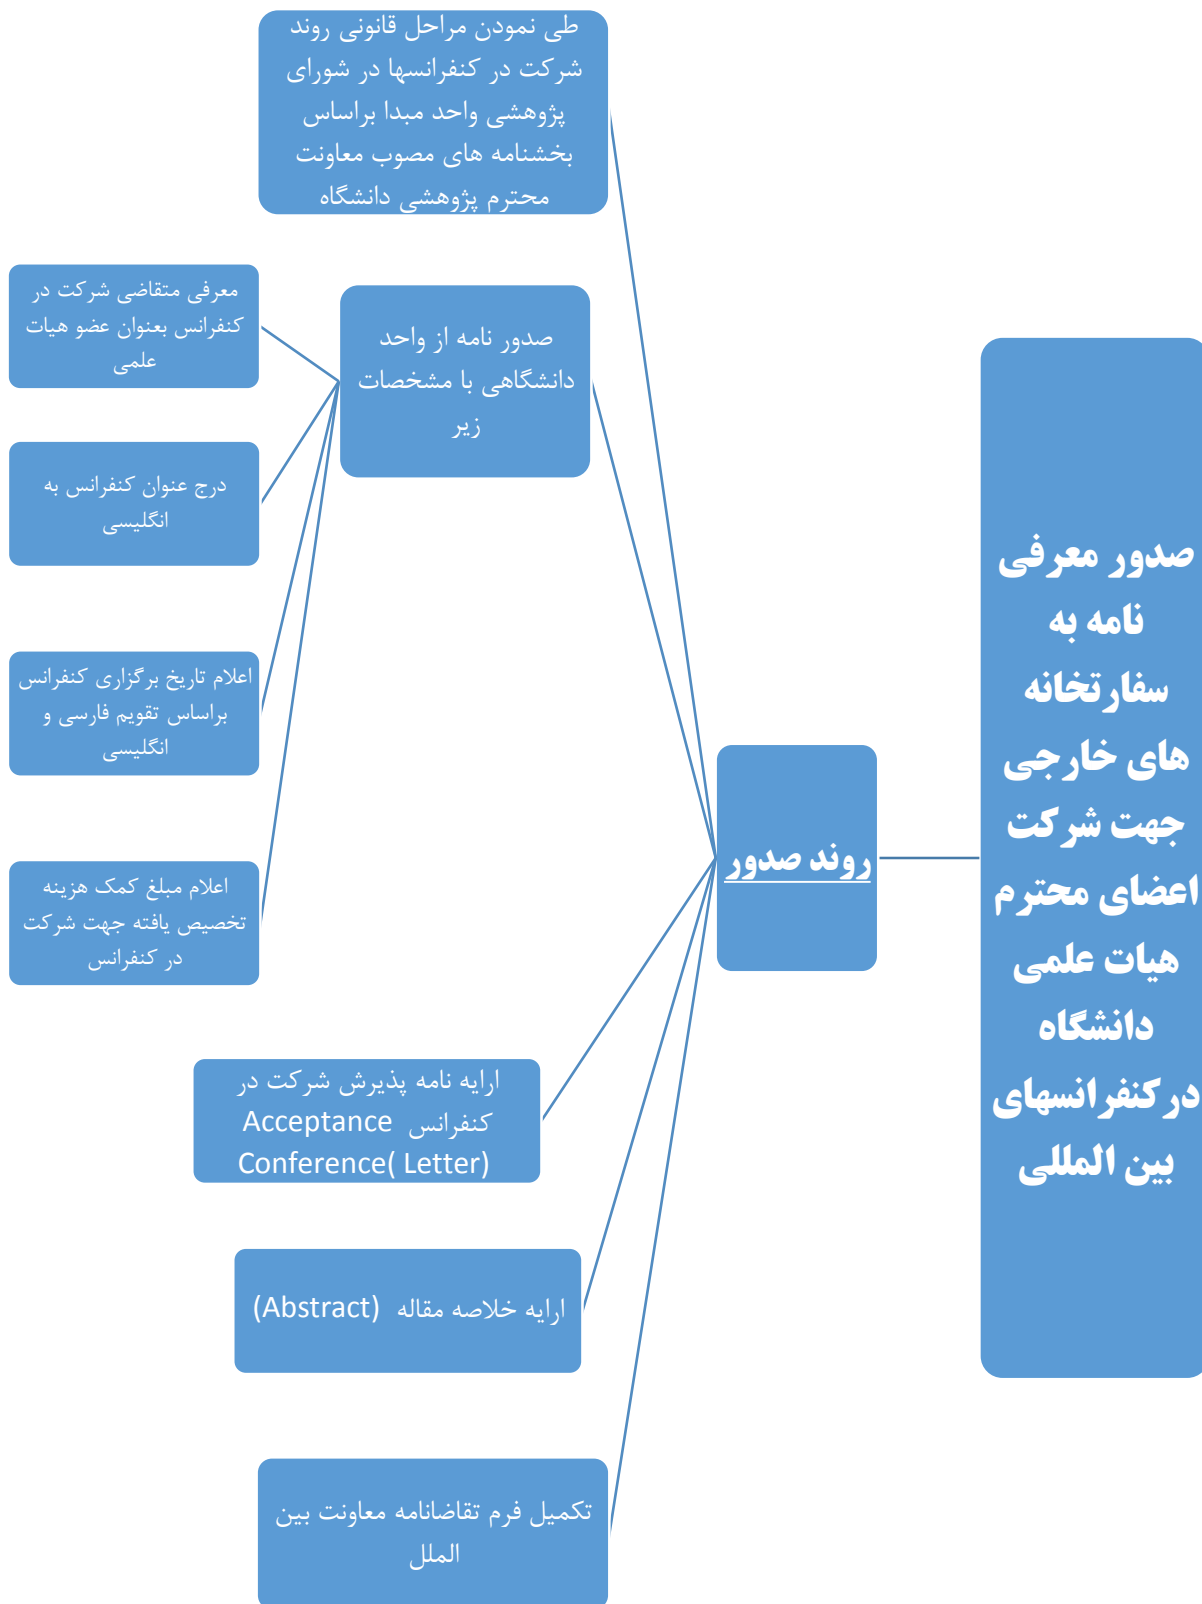 صدور معرفی
نامه به
سفارتخانه
های خارجی
جهت شرکت
اعضای محترم
هیات علمی
دانشگاه
درکنفرانسهای
بین المللی
روند صدور
طی نمودن مراحل قانونی روند
شرکت در کنفرانسها در شورای
پژوهشی واحد مبدا براساس
بخشنامه های مصوب معاونت
محترم پژوهشی دانشگاه
صدور نامه از واحد
دانشگاهی با مشخصات
زیر
معرفی متقاضی شرکت در
کنفرانس بعنوان عضو هیات
علمی
درج عنوان کنفرانس به
انگلیسی
اعلام تاریخ برگزاری کنفرانس
براساس تقویم فارسی و
انگلیسی
اعلام مبلغ کمک هزینه
تخصیص یافته جهت شرکت
در کنفرانس
ارایه نامه پذیرش شرکت در
کنفرانس Acceptance
Conference( Letter)
ارایه خلاصه مقاله (Abstract)
تکمیل فرم تقاضانامه معاونت بین
الملل